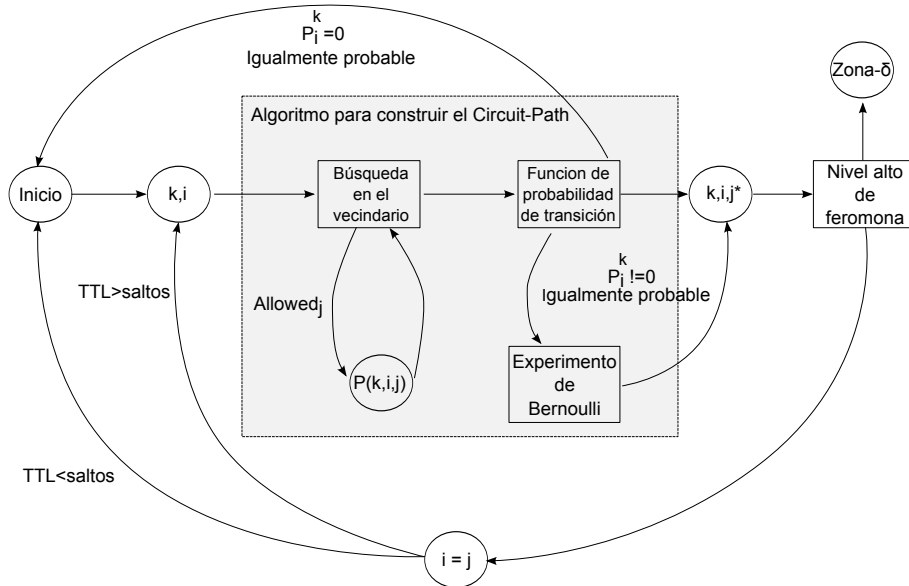 k
Pi =0
Igualmente probable
Zona-δ
Algoritmo para construir el Circuit-Path
Inicio
k,i
Búsqueda
en el
vecindario
Funcion de
probabilidad
de transición
k,i,j*
Nivel alto
de
feromona
k
Pi !=0
Igualmente probable
TTL>saltos
Allowedj
P(k,i,j)
Experimento
de
Bernoulli
TTL<saltos
i = j